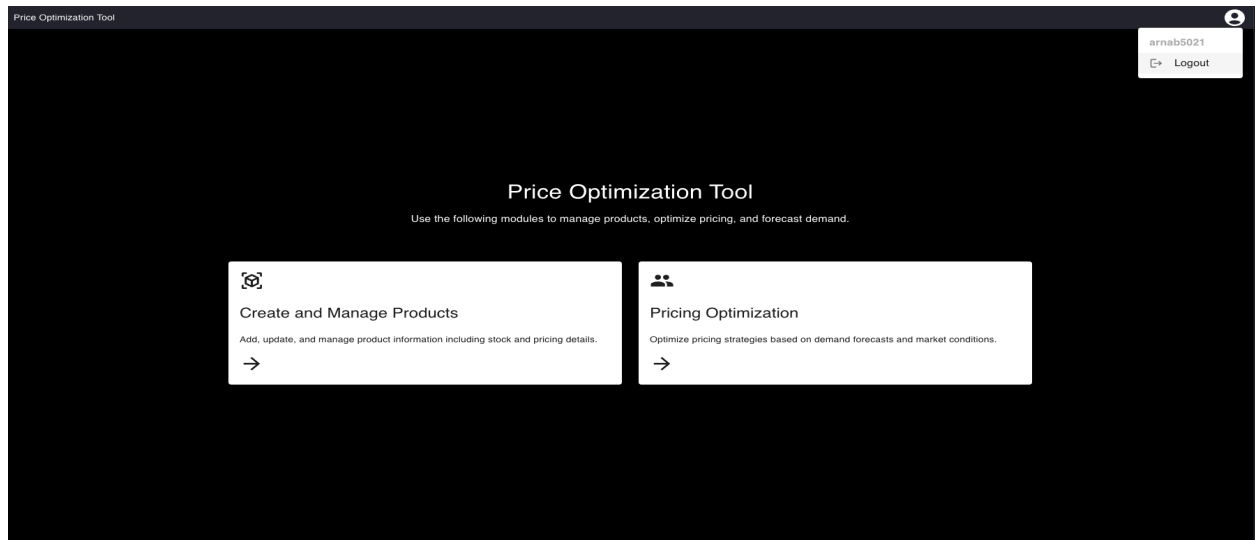 Price Optimization Tool
arnab5021
Logout
Price Optimization Tool
Use the following modules to manage products, optimize pricing, and forecast demand.
Create and Manage Products
Add, update, and manage product information including stock and pricing details.
Pricing Optimization
Optimize pricing strategies based on demand forecasts and market conditions.